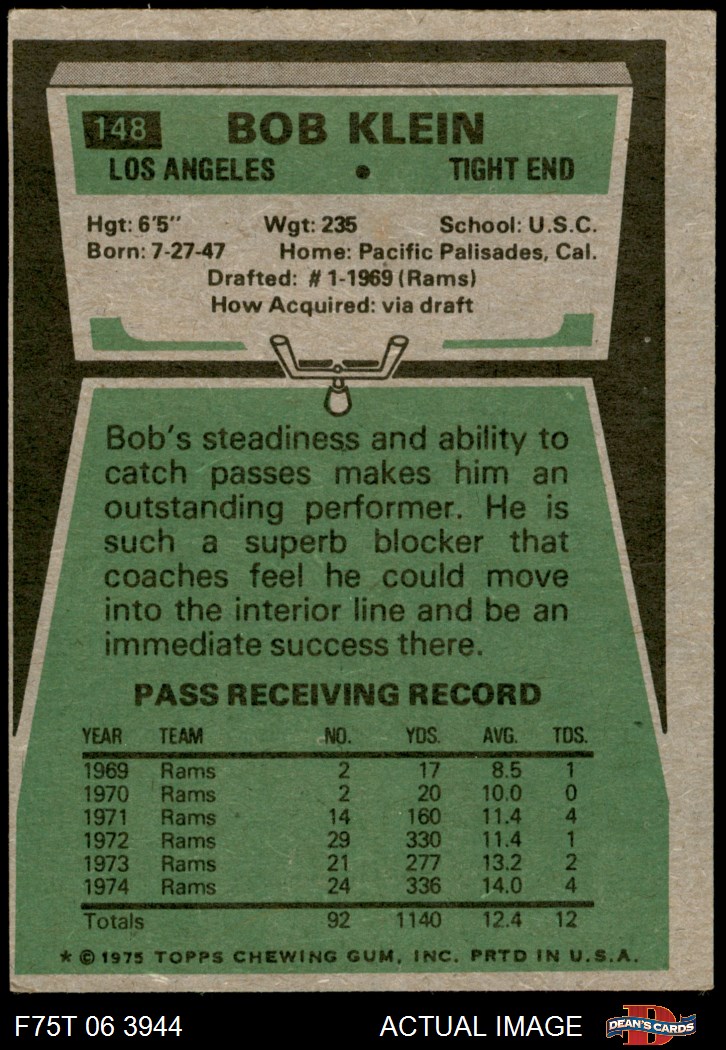 148 BOB KLEIN
LOS ANGELES • TIGHT END
Hgt: 6'5" Wgt: 235 School: U.S.C.
Born: 7-27-47 Home: Pacific Palisades, Cal.
Drafted: #1-1969 (Rams)
How Acquired: via draft
Bob's steadiness and ability to
catch passes makes him an
outstanding performer. He is
such a superb blocker that
coaches feel he could move
into the interior line and be an
immediate success there.
PASS RECEIVING RECORD
YEAR TEAM NO. YDS. AVG. TDS.
1969 Rams 2 17 8.5 1
1970 Rams 2 20 10.0 0
1971 Rams 14 160 11.4 4
1972 Rams 29 330 11.4 1
1973 Rams 21 277 13.2 2
1974 Rams 24 336 14.0 4
Totals 92 1140 12.4 12
* © 1975 TOPPS CHEWING GUM, INC. PRTD IN U.S.A.
F75T 06 3944 ACTUAL IMAGE DEAN'S CARDS